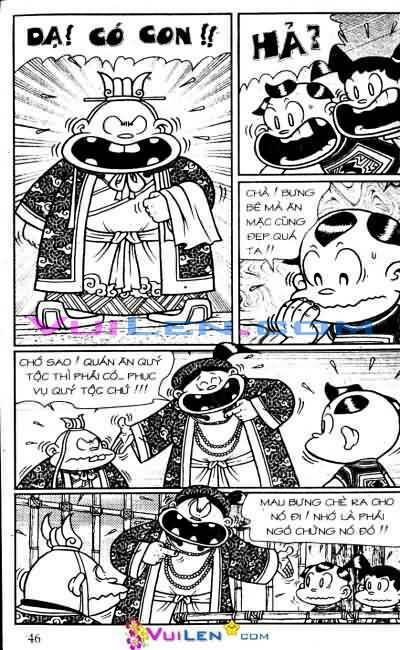 DẠ! CÓ CON!!
HẢ?
CHÀ! BƯNG
BÊ MÀ ĂN
MẶC CŨNG
ĐẸP QUÁ
TA!!
VuiLen.com
CHỚ SAO! QUÁN ĂN QUÝ
TỘC THÌ PHẢI CÓ... PHỤC
VỤ QUÝ TỘC CHỨ!!!
MAU BƯNG CHÈ RA CHO
NÓ ĐI! NHỚ LÀ PHẢI
NGÓ CHỪNG NÓ ĐÓ!!
46
VuiLen.com